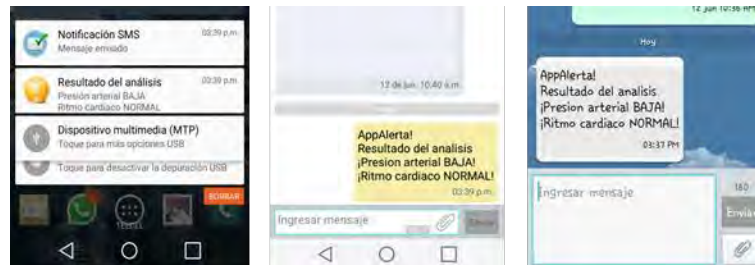 Notificación SMS
03:39 p.m.
Mensaje enviado
Resultado del análisis
03:39 p.m.
Presión arterial BAJA
Ritmo cardiaco NORMAL
Dispositivo multimedia (MTP)
Toque para más opciones USB
Toque para desactivar la depuración USB
BORRAR
12 de jun. 10:40 a.m.
AppAlerta!
Resultado del analisis
¡Presion arterial BAJA!
¡Ritmo cardiaco NORMAL!
03:39 p.m.
Ingresar mensaje
12 jun 10:36 AM
Hoy
AppAlerta!
Resultado del analisis
¡Presion arterial BAJA!
¡Ritmo cardiaco NORMAL!
03:37 PM
Ingresar mensaje
160
Enviar